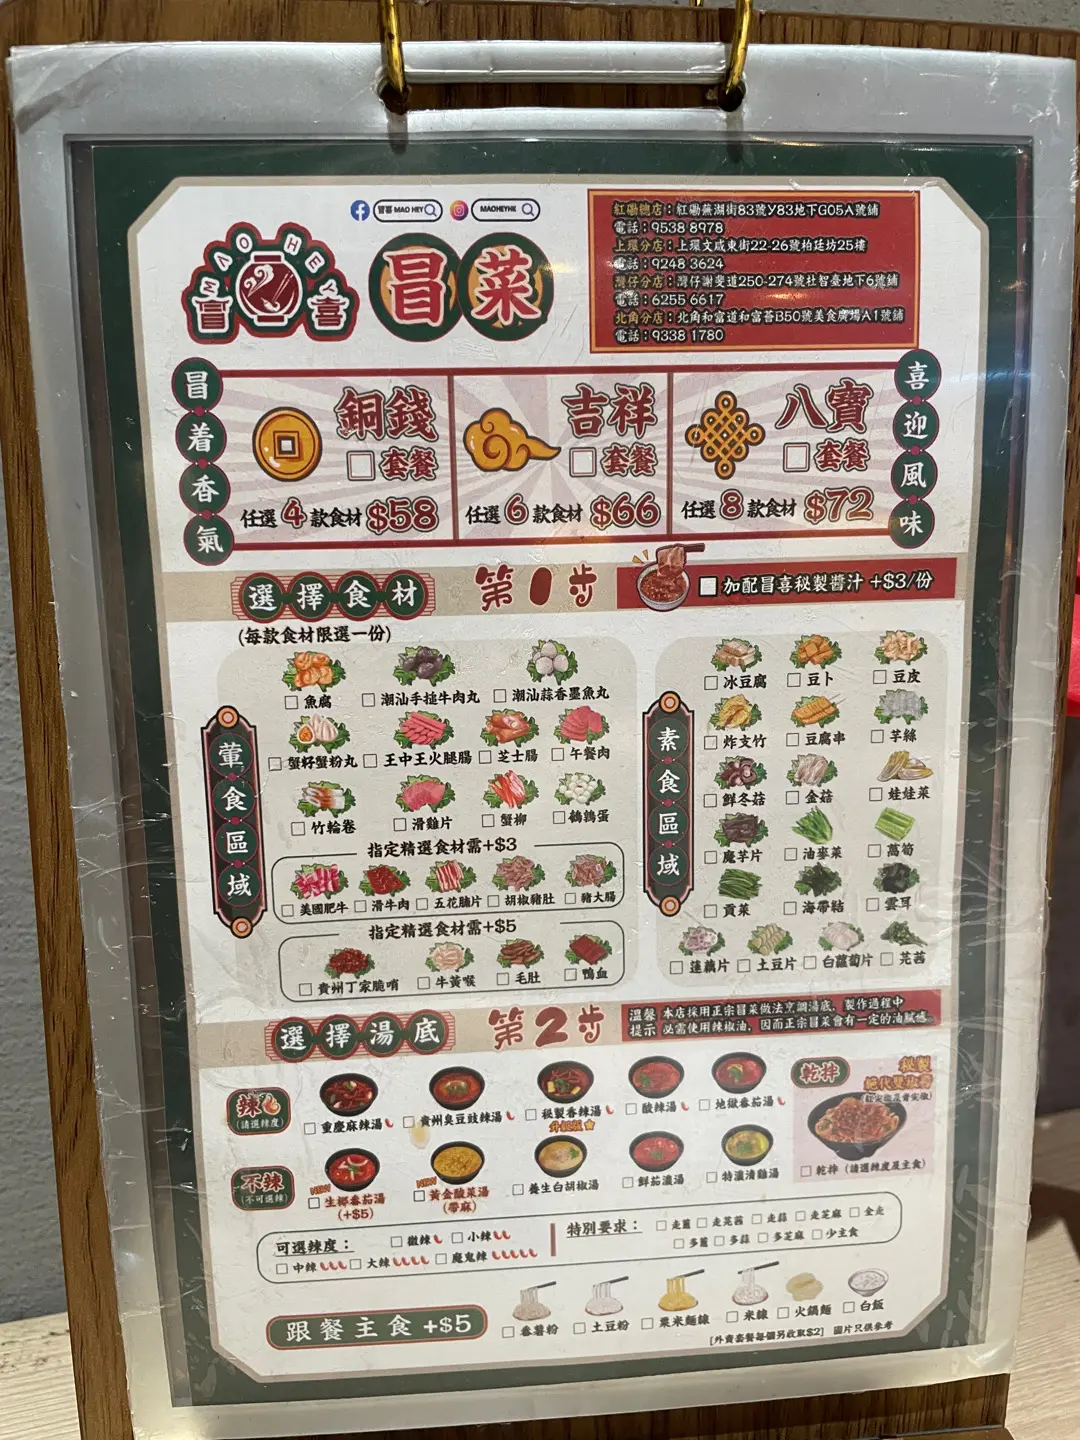 冒喜 MAO HEY
MAOHEYHK
MAO HEY
冒喜
冒菜
紅磡總店：紅磡蕪湖街83號Y83地下G05A號舖
電話：9538 8978
上環分店：上環文咸東街22-26號柏廷坊25樓
電話：9248 3624
灣仔分店：灣仔謝斐道250-274號杜智臺地下6號舖
電話：6255 6617
北角分店：北角和富道和富薈B50號美食廣場A1號舖
電話：9338 1780
冒着香氣
銅錢
套餐
任選4款食材 $58
吉祥
套餐
任選6款食材 $66
八寶
套餐
任選8款食材 $72
喜迎風味
選擇食材
第1步
加配冒喜秘製醬汁 +$3/份
(每款食材限選一份)
葷食區域
魚腐 潮汕手搥牛肉丸 潮汕蒜香墨魚丸
蟹籽蟹粉丸 王中王火腿腸 芝士腸 午餐肉
竹輪卷 滑雞片 蟹柳 鵪鶉蛋
指定精選食材需+$3
美國肥牛 滑牛肉 五花腩片 胡椒豬肚 豬大腸
指定精選食材需+$5
貴州丁家脆哨 牛黃喉 毛肚 鴨血
素食區域
冰豆腐 豆卜 豆皮
炸支竹 豆腐串 芋絲
鮮冬菇 金菇 娃娃菜
魔芋片 油麥菜 萵筍
貢菜 海帶結 雲耳
蓮藕片 土豆片 白蘿蔔片 芫茜
選擇湯底
第2步
溫馨提示
本店採用正宗冒菜做法烹調湯底，製作過程中
必需使用辣椒油，因而正宗冒菜會有一定的油膩感。
辣
(請選辣度)
重慶麻辣湯 貴州臭豆豉辣湯 秘製香辣湯 酸辣湯 地獄番茄湯
升級版
乾拌
秘製
絕代雙椒醬
(紅尖椒及青尖椒)
乾拌（請選辣度及主食）
不辣
(不可選辣)
NEW 生椰番茄湯
(+$5)
NEW 黃金酸菜湯
(帶麻)
養生白胡椒湯 鮮茄濃湯 特濃清雞湯
可選辣度：
微辣 小辣
中辣 大辣 魔鬼辣
特別要求：
走蔥 走芫茜 走蒜 走芝麻 全走
多蔥 多蒜 多芝麻 少主食
跟餐主食 +$5
番薯粉 土豆粉 粟米麵線 米線 火鍋麵 白飯
[外賣套餐每個另收取$2] 圖片只供參考